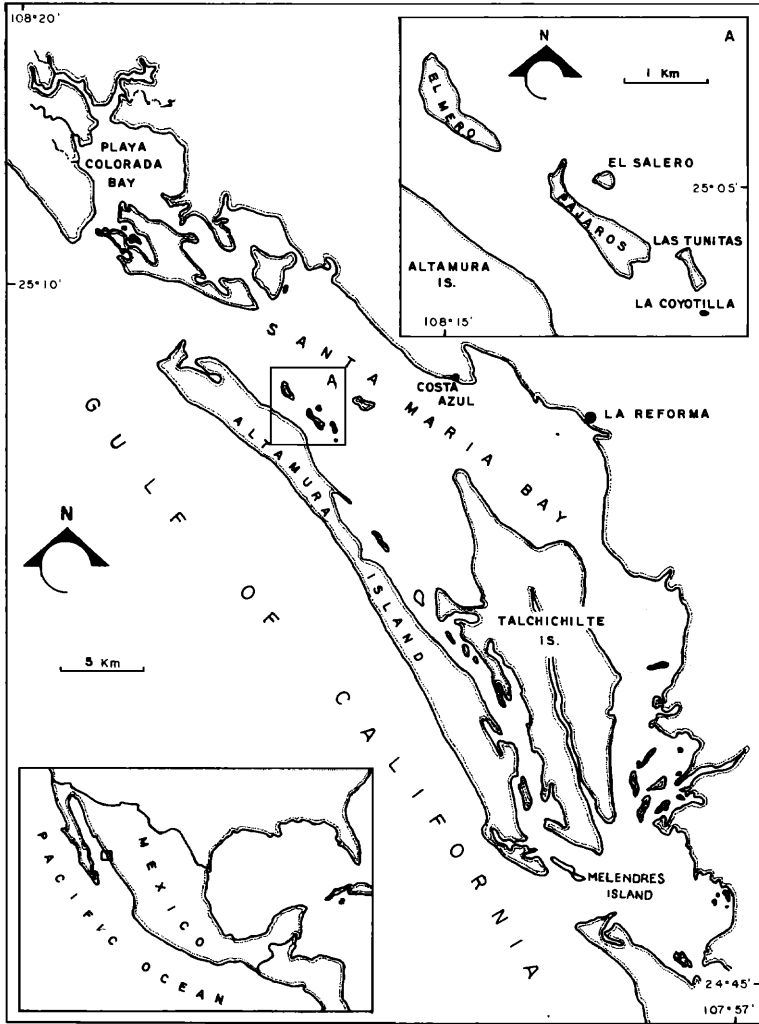 108°20'
A
N
1 Km
EL MERO
EL SALERO
25°05'
PAJAROS
LAS TUNITAS
ALTAMURA
IS.
LA COYOTILLA
108°15'
PLAYA
COLORADA
BAY
25°10'
SANTA MARIA BAY
A
COSTA
AZUL
LA REFORMA
ALTAMURA ISLAND
GULF OF CALIFORNIA
N
5 Km
TALCHICHILTE
IS.
MELENDRES
ISLAND
MEXICO
PACIFIC OCEAN
24°45'
107°57'